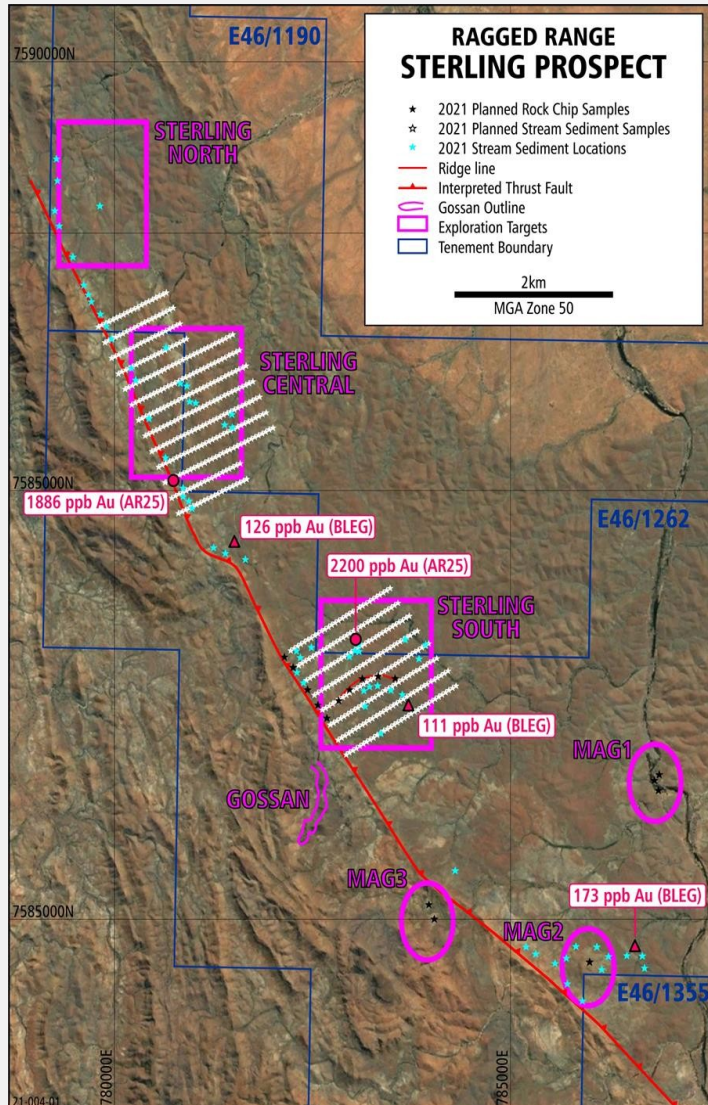 RAGGED RANGE
STERLING PROSPECT
2021 Planned Rock Chip Samples
2021 Planned Stream Sediment Samples
2021 Stream Sediment Locations
Ridge line
Interpreted Thrust Fault
Gossan Outline
Exploration Targets
Tenement Boundary
2km
MGA Zone 50
E46/1190
7590000N
STERLING
NORTH
STERLING
CENTRAL
7585000N
1886 ppb Au (AR25)
126 ppb Au (BLEG)
E46/1262
2200 ppb Au (AR25)
STERLING
SOUTH
111 ppb Au (BLEG)
MAG1
GOSSAN
MAG3
173 ppb Au (BLEG)
7585000N
MAG2
E46/1355
780000E
785000E
21-004-01